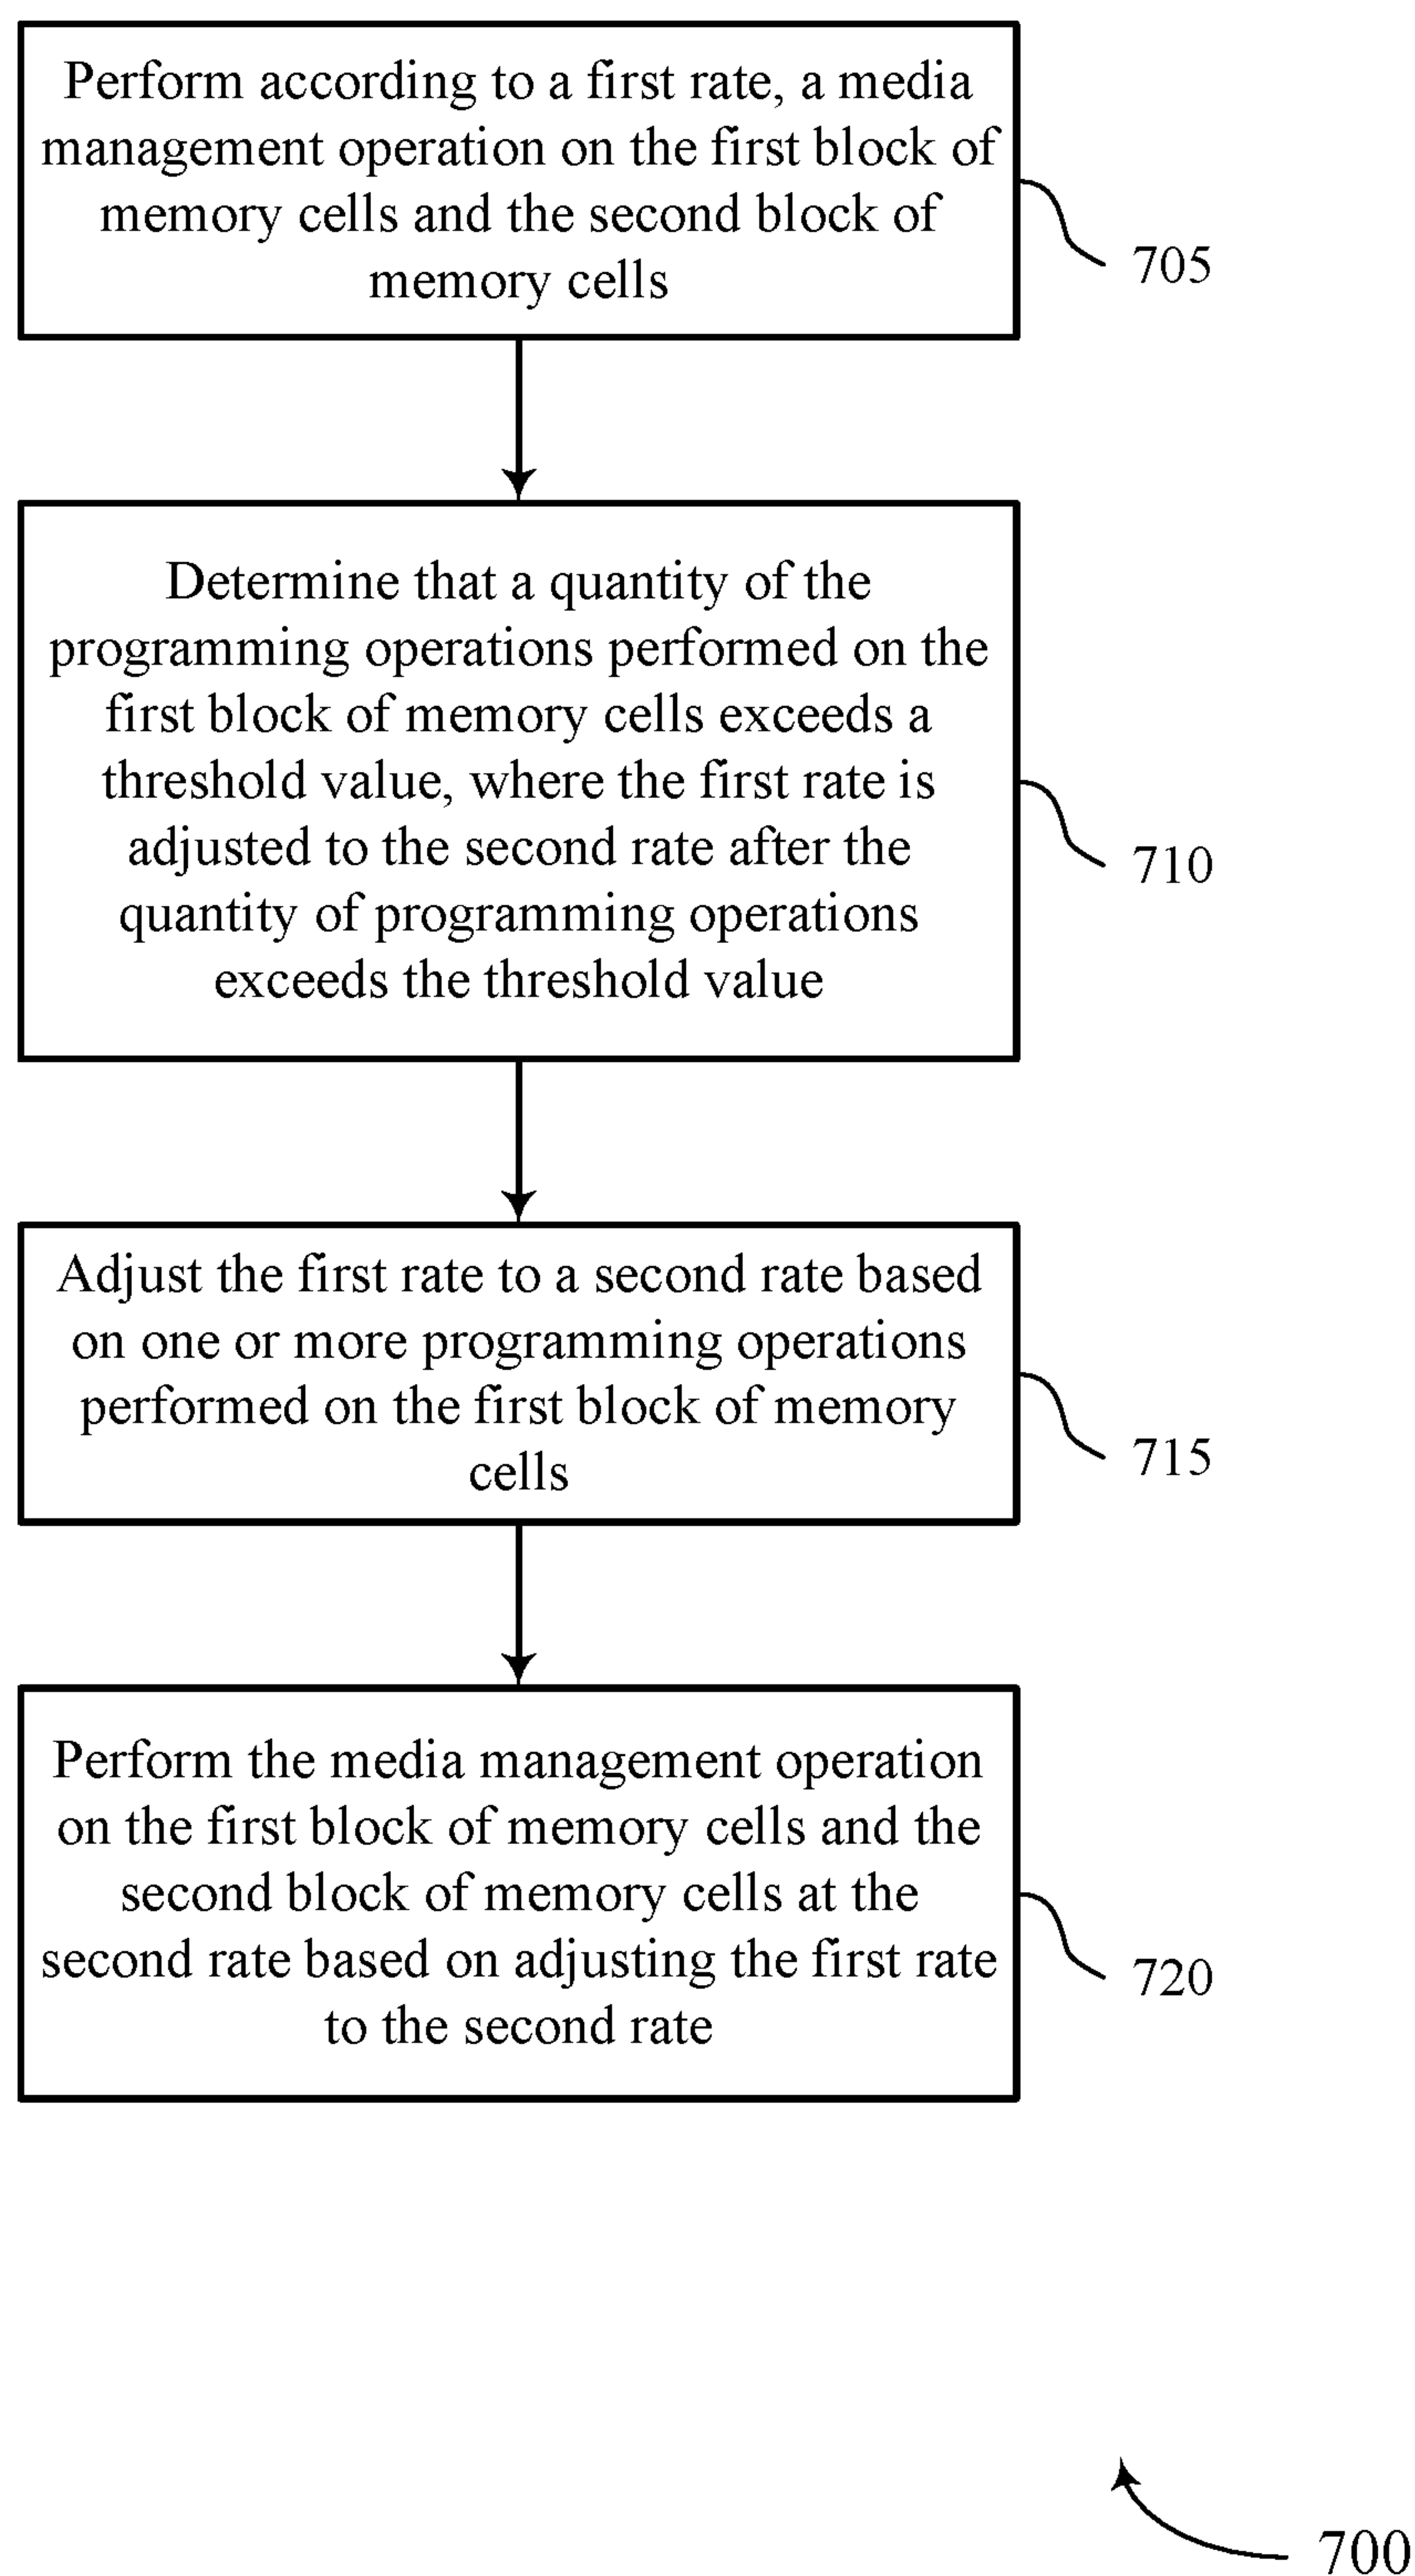 Perform according to a first rate, a media
management operation on the first block of
memory cells and the second block of
memory cells
705
Determine that a quantity of the
programming operations performed on the
first block of memory cells exceeds a
threshold value, where the first rate is
adjusted to the second rate after the
quantity of programming operations
exceeds the threshold value
710
Adjust the first rate to a second rate based
on one or more programming operations
performed on the first block of memory
cells
715
Perform the media management operation
on the first block of memory cells and the
second block of memory cells at the
second rate based on adjusting the first rate
to the second rate
720
700